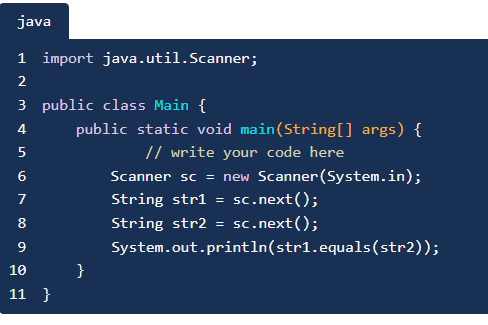 java
1 import java.util.Scanner;
2
3 public class Main {
4     public static void main(String[] args) {
5             // write your code here
6         Scanner sc = new Scanner(System.in);
7         String str1 = sc.next();
8         String str2 = sc.next();
9         System.out.println(str1.equals(str2));
10     }
11 }